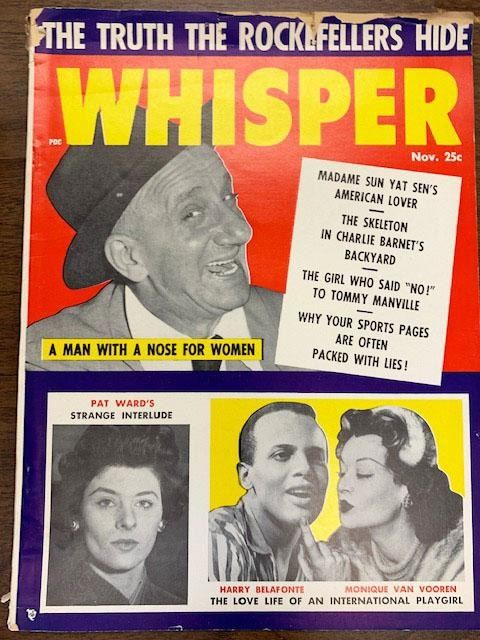 THE TRUTH THE ROCKEFELLERS HIDE
WHISPER
PDC
Nov. 25c
MADAME SUN YAT SEN'S
AMERICAN LOVER
THE SKELETON
IN CHARLIE BARNET'S
BACKYARD
THE GIRL WHO SAID "NO!"
TO TOMMY MANVILLE
WHY YOUR SPORTS PAGES
ARE OFTEN
PACKED WITH LIES!
A MAN WITH A NOSE FOR WOMEN
PAT WARD'S
STRANGE INTERLUDE
HARRY BELAFONTE MONIQUE VAN VOOREN
THE LOVE LIFE OF AN INTERNATIONAL PLAYGIRL